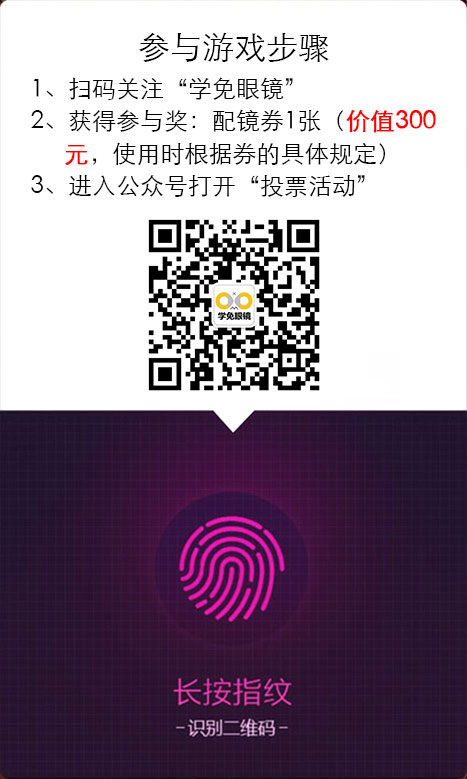 参与游戏步骤
1、扫码关注“学免眼镜”
2、获得参与奖：配镜券1张（价值300
元，使用时根据券的具体规定）
3、进入公众号打开“投票活动”
学免眼镜
长按指纹
-识别二维码-